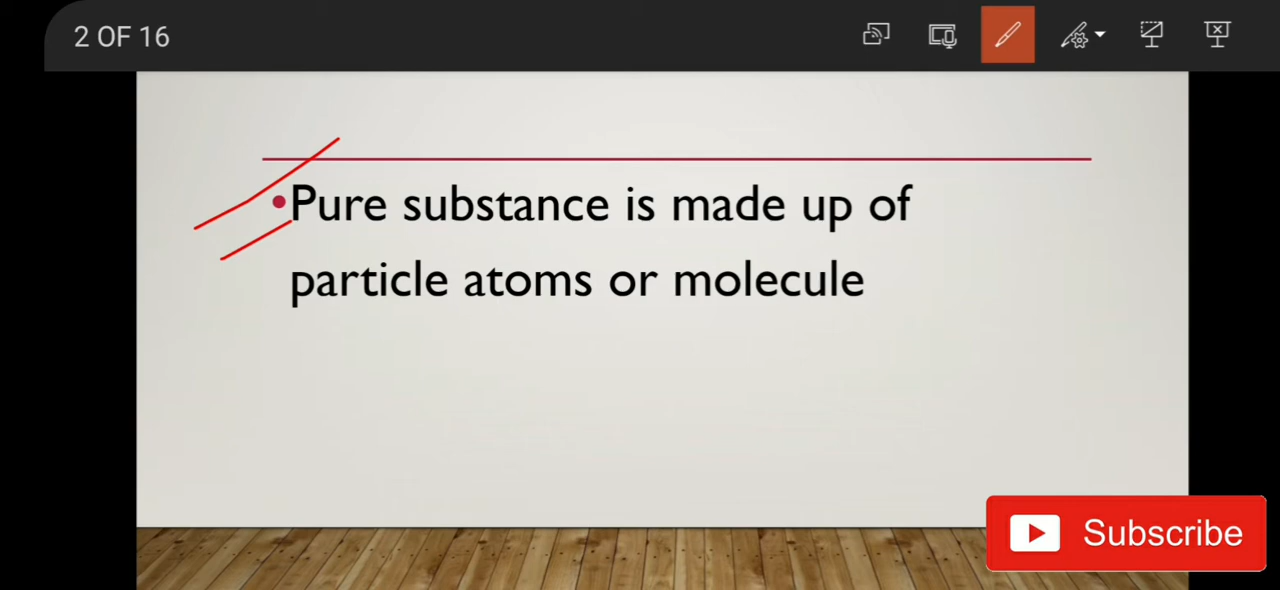 2 OF 16
•Pure substance is made up of
particle atoms or molecule
Subscribe